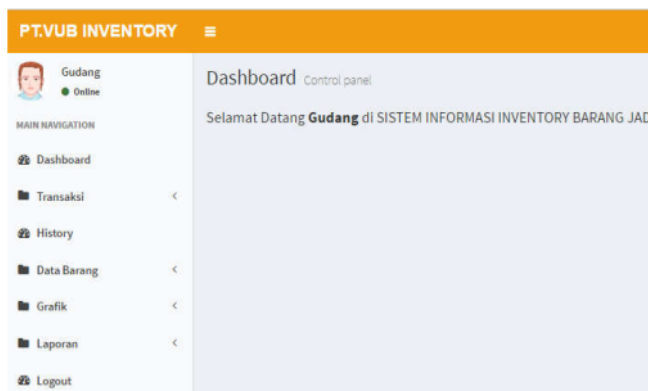 PT.VUB INVENTORY
Gudang
Online
MAIN NAVIGATION
Dashboard
Transaksi
History
Data Barang
Grafik
Laporan
Logout
Dashboard Control panel
Selamat Datang Gudang di SISTEM INFORMASI INVENTORY BARANG JAD